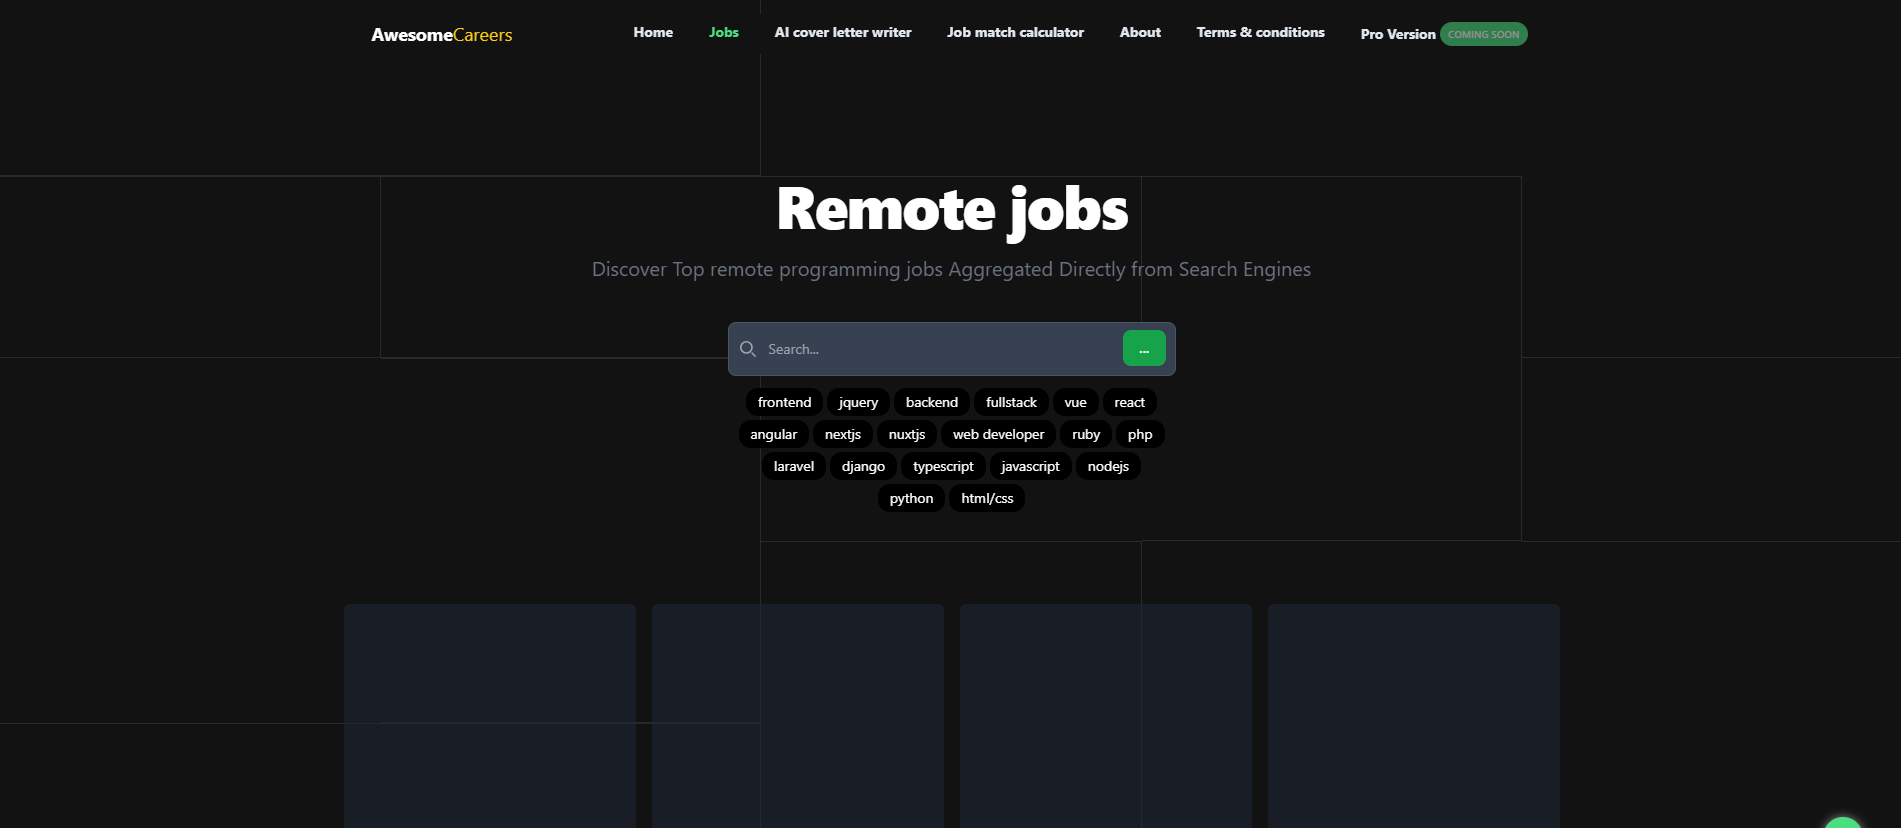 AwesomeCareers Home Jobs AI cover letter writer Job match calculator About Terms & conditions Pro Version COMING SOON
Remote jobs
Discover Top remote programming jobs Aggregated Directly from Search Engines
Search... ...
frontend jquery backend fullstack vue react
angular nextjs nuxtjs web developer ruby php
laravel django typescript javascript nodejs
python html/css